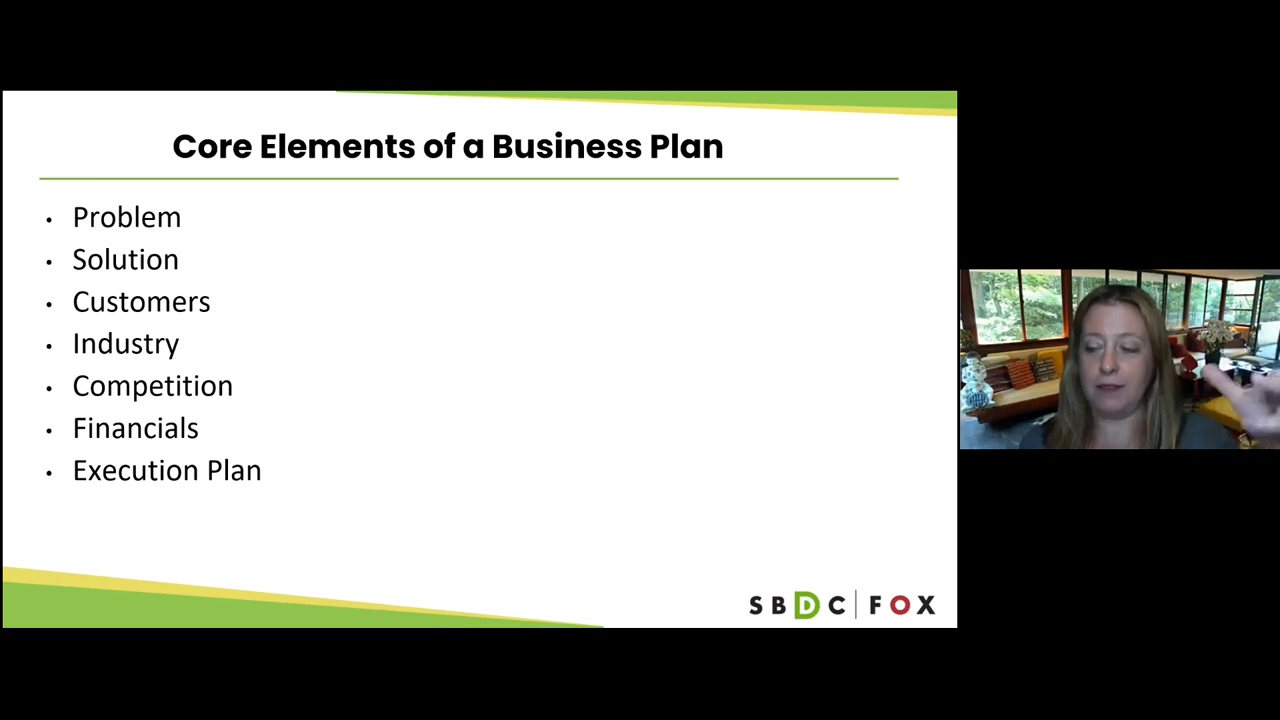 Core Elements of a Business Plan
• Problem
• Solution
• Customers
• Industry
• Competition
• Financials
• Execution Plan
SBDC | FOX